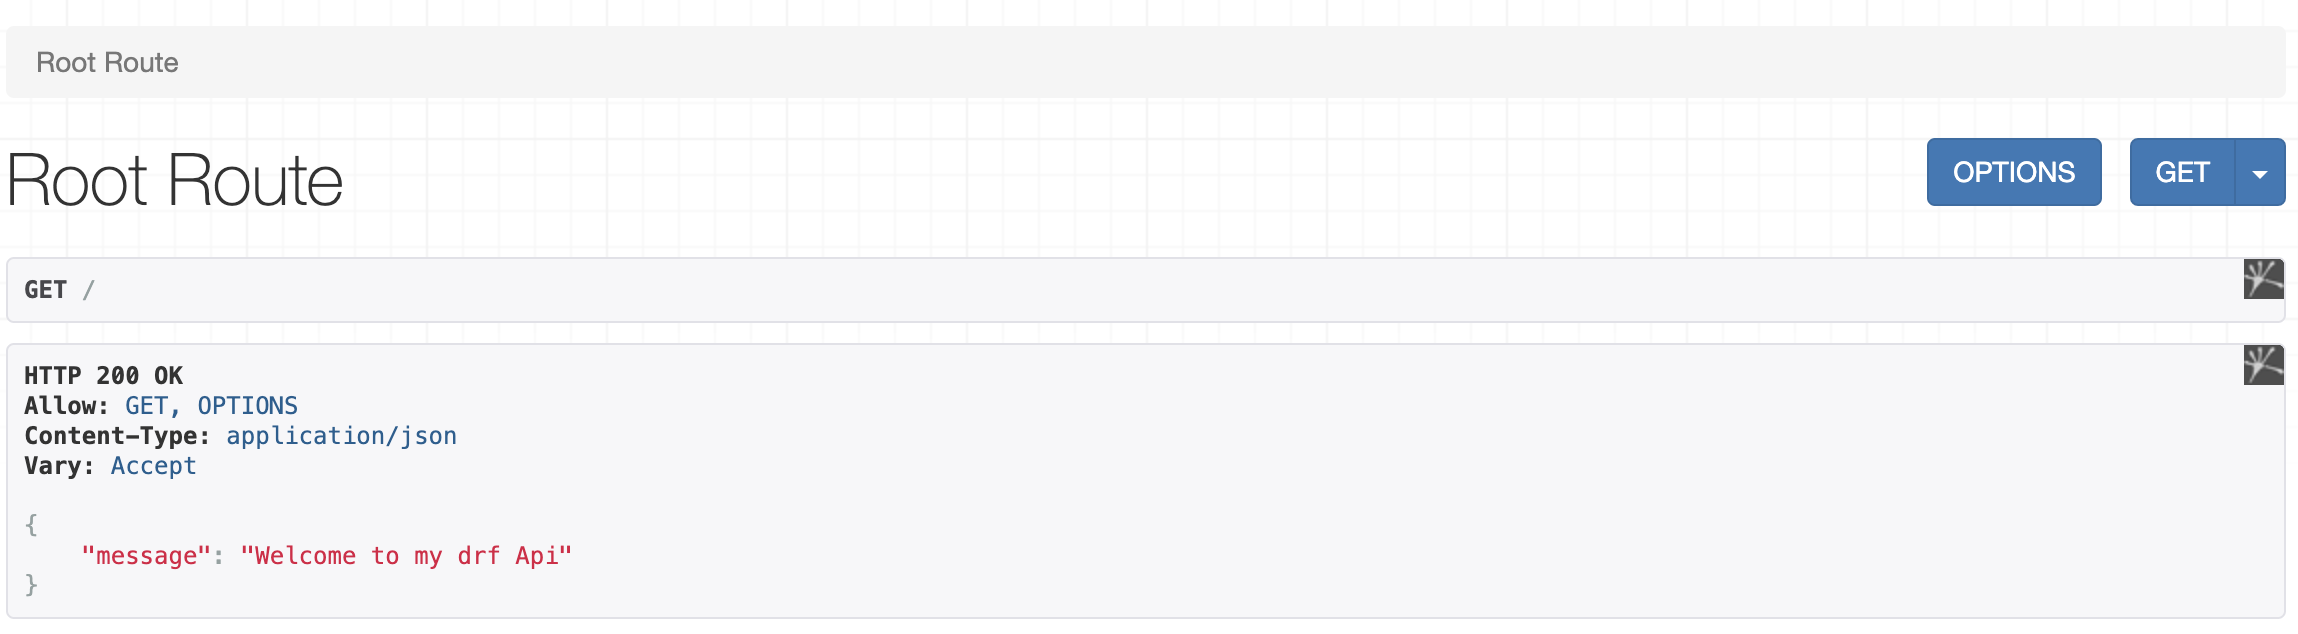 Root Route
Root Route
OPTIONS
GET
GET /
HTTP 200 OK
Allow: GET, OPTIONS
Content-Type: application/json
Vary: Accept
{
    "message": "Welcome to my drf Api"
}